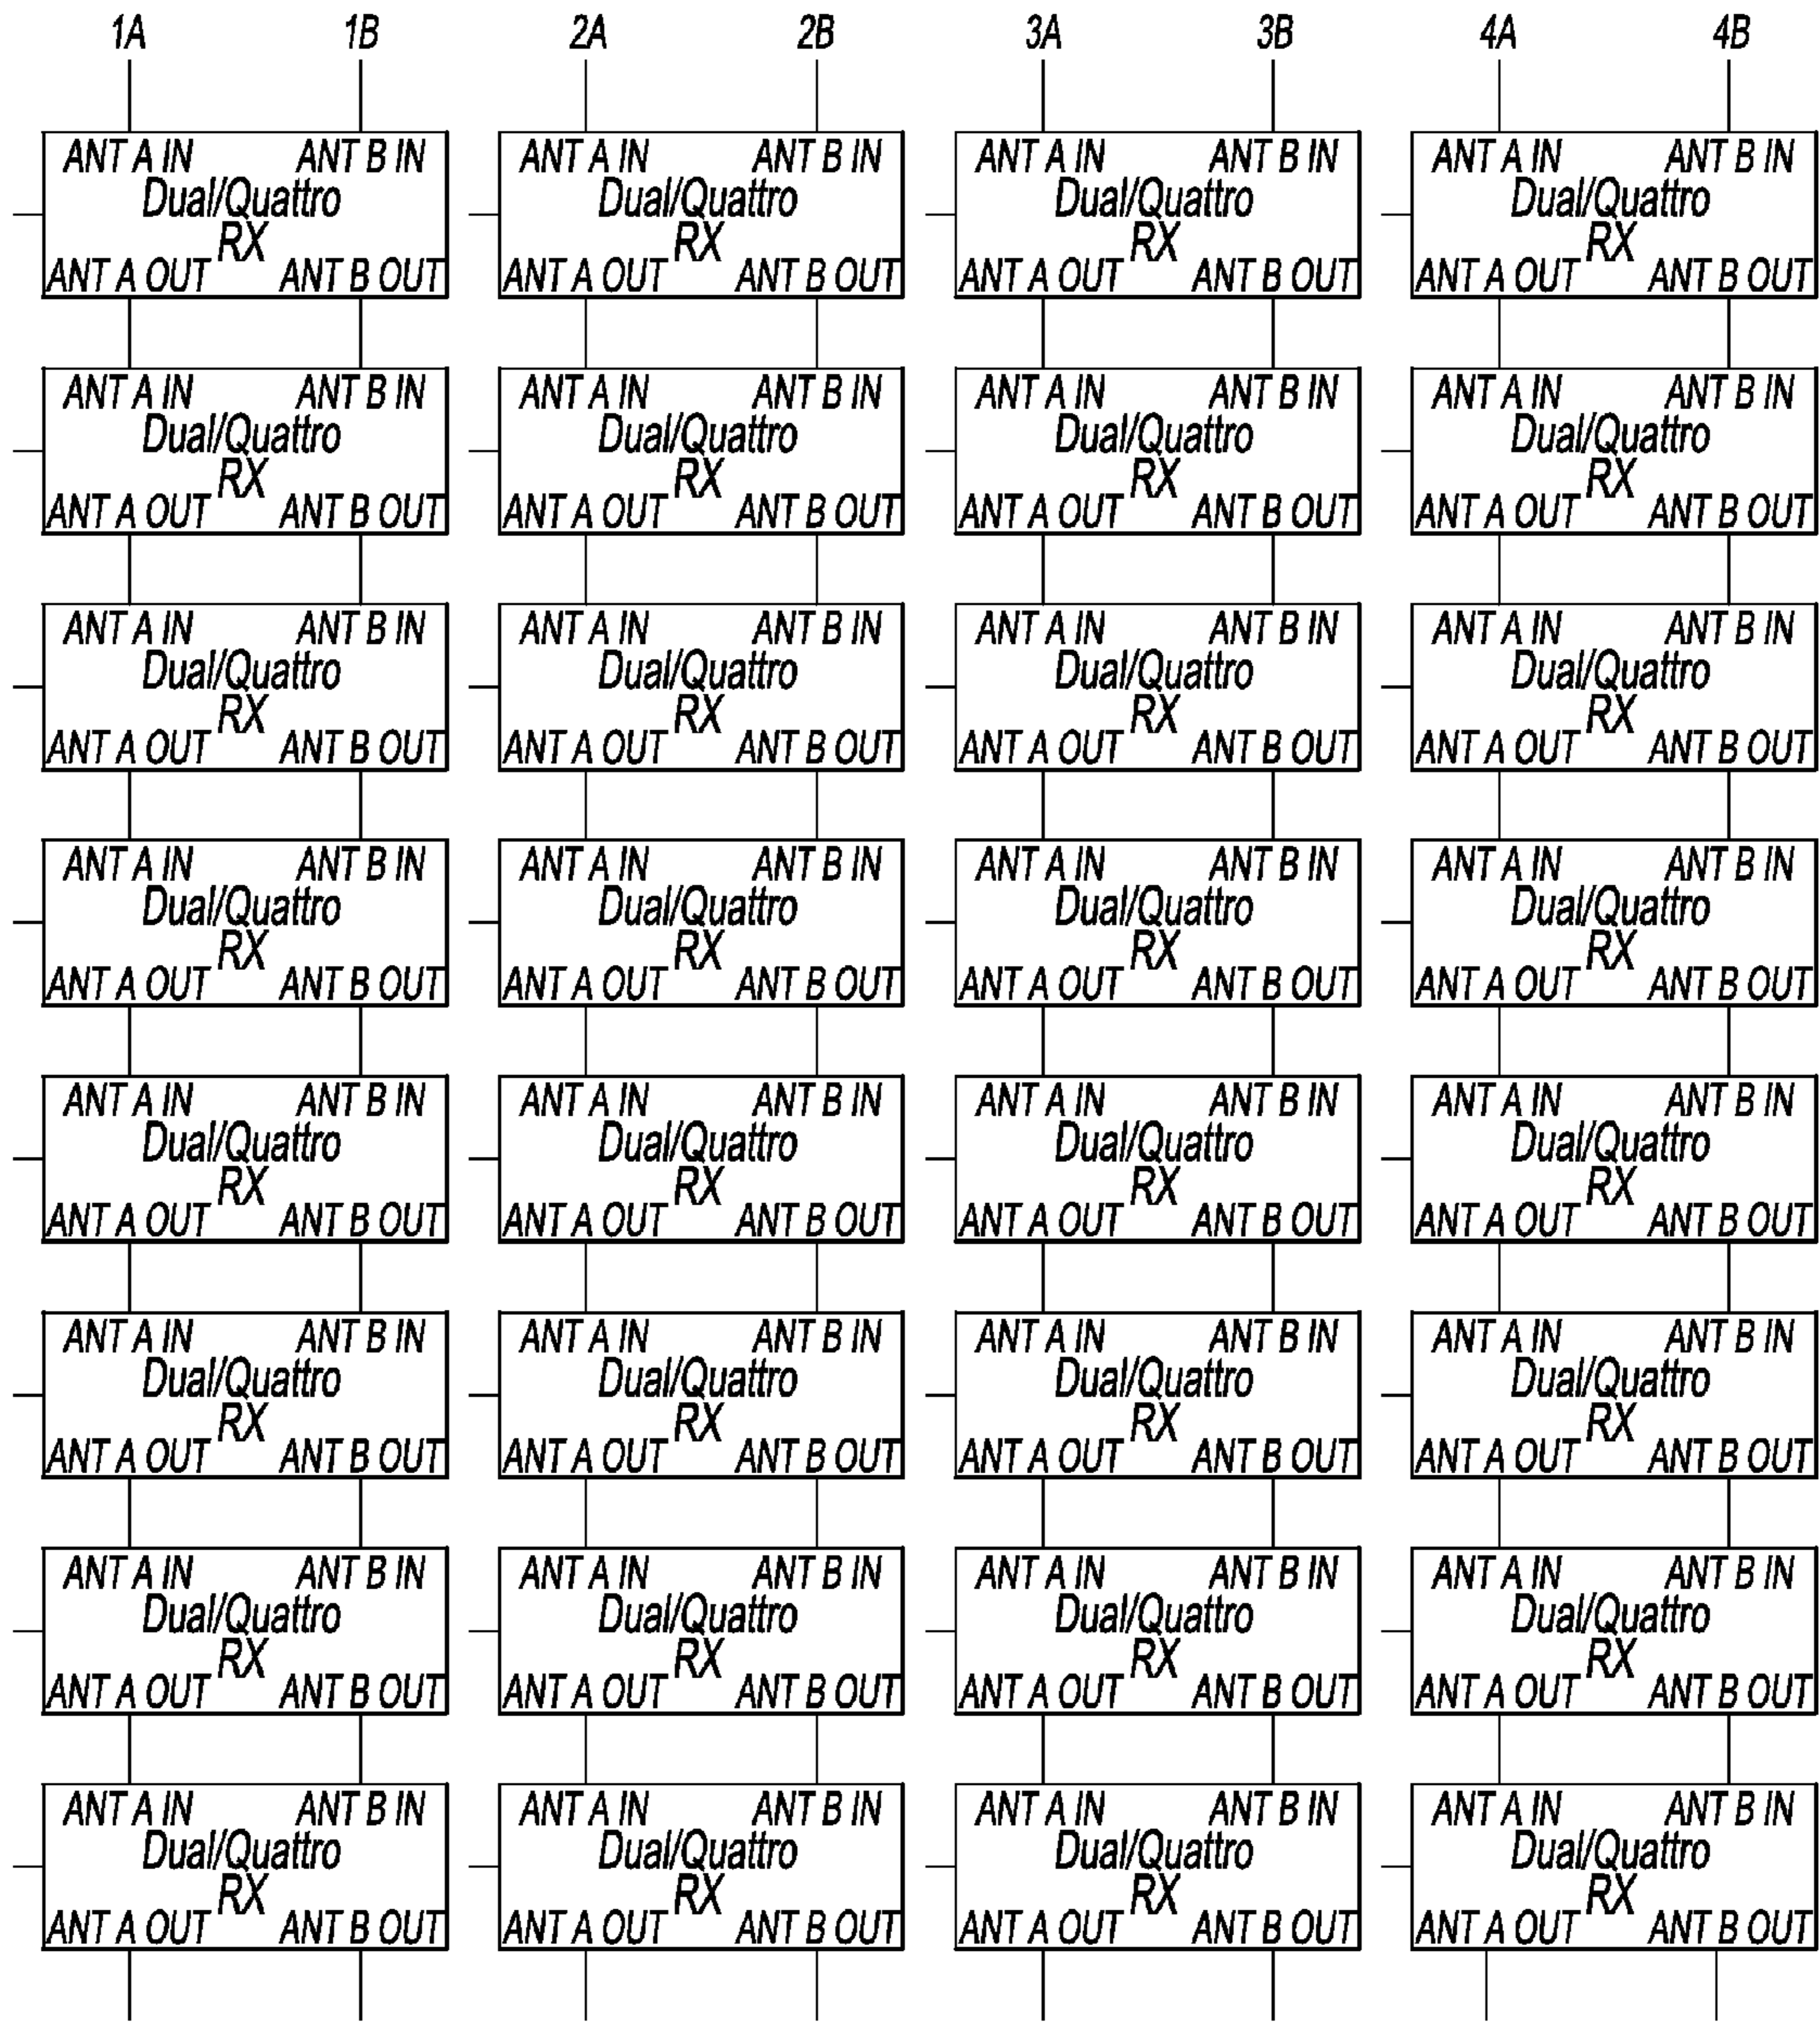 1A 1B 2A 2B 3A 3B 4A 4B
ANT A IN ANT B IN ANT A IN ANT B IN ANT A IN ANT B IN ANT A IN ANT B IN
Dual/Quattro Dual/Quattro Dual/Quattro Dual/Quattro
RX RX RX RX
ANT A OUT ANT B OUT ANT A OUT ANT B OUT ANT A OUT ANT B OUT ANT A OUT ANT B OUT
ANT A IN ANT B IN ANT A IN ANT B IN ANT A IN ANT B IN ANT A IN ANT B IN
Dual/Quattro Dual/Quattro Dual/Quattro Dual/Quattro
RX RX RX RX
ANT A OUT ANT B OUT ANT A OUT ANT B OUT ANT A OUT ANT B OUT ANT A OUT ANT B OUT
ANT A IN ANT B IN ANT A IN ANT B IN ANT A IN ANT B IN ANT A IN ANT B IN
Dual/Quattro Dual/Quattro Dual/Quattro Dual/Quattro
RX RX RX RX
ANT A OUT ANT B OUT ANT A OUT ANT B OUT ANT A OUT ANT B OUT ANT A OUT ANT B OUT
ANT A IN ANT B IN ANT A IN ANT B IN ANT A IN ANT B IN ANT A IN ANT B IN
Dual/Quattro Dual/Quattro Dual/Quattro Dual/Quattro
RX RX RX RX
ANT A OUT ANT B OUT ANT A OUT ANT B OUT ANT A OUT ANT B OUT ANT A OUT ANT B OUT
ANT A IN ANT B IN ANT A IN ANT B IN ANT A IN ANT B IN ANT A IN ANT B IN
Dual/Quattro Dual/Quattro Dual/Quattro Dual/Quattro
RX RX RX RX
ANT A OUT ANT B OUT ANT A OUT ANT B OUT ANT A OUT ANT B OUT ANT A OUT ANT B OUT
ANT A IN ANT B IN ANT A IN ANT B IN ANT A IN ANT B IN ANT A IN ANT B IN
Dual/Quattro Dual/Quattro Dual/Quattro Dual/Quattro
RX RX RX RX
ANT A OUT ANT B OUT ANT A OUT ANT B OUT ANT A OUT ANT B OUT ANT A OUT ANT B OUT
ANT A IN ANT B IN ANT A IN ANT B IN ANT A IN ANT B IN ANT A IN ANT B IN
Dual/Quattro Dual/Quattro Dual/Quattro Dual/Quattro
RX RX RX RX
ANT A OUT ANT B OUT ANT A OUT ANT B OUT ANT A OUT ANT B OUT ANT A OUT ANT B OUT
ANT A IN ANT B IN ANT A IN ANT B IN ANT A IN ANT B IN ANT A IN ANT B IN
Dual/Quattro Dual/Quattro Dual/Quattro Dual/Quattro
RX RX RX RX
ANT A OUT ANT B OUT ANT A OUT ANT B OUT ANT A OUT ANT B OUT ANT A OUT ANT B OUT